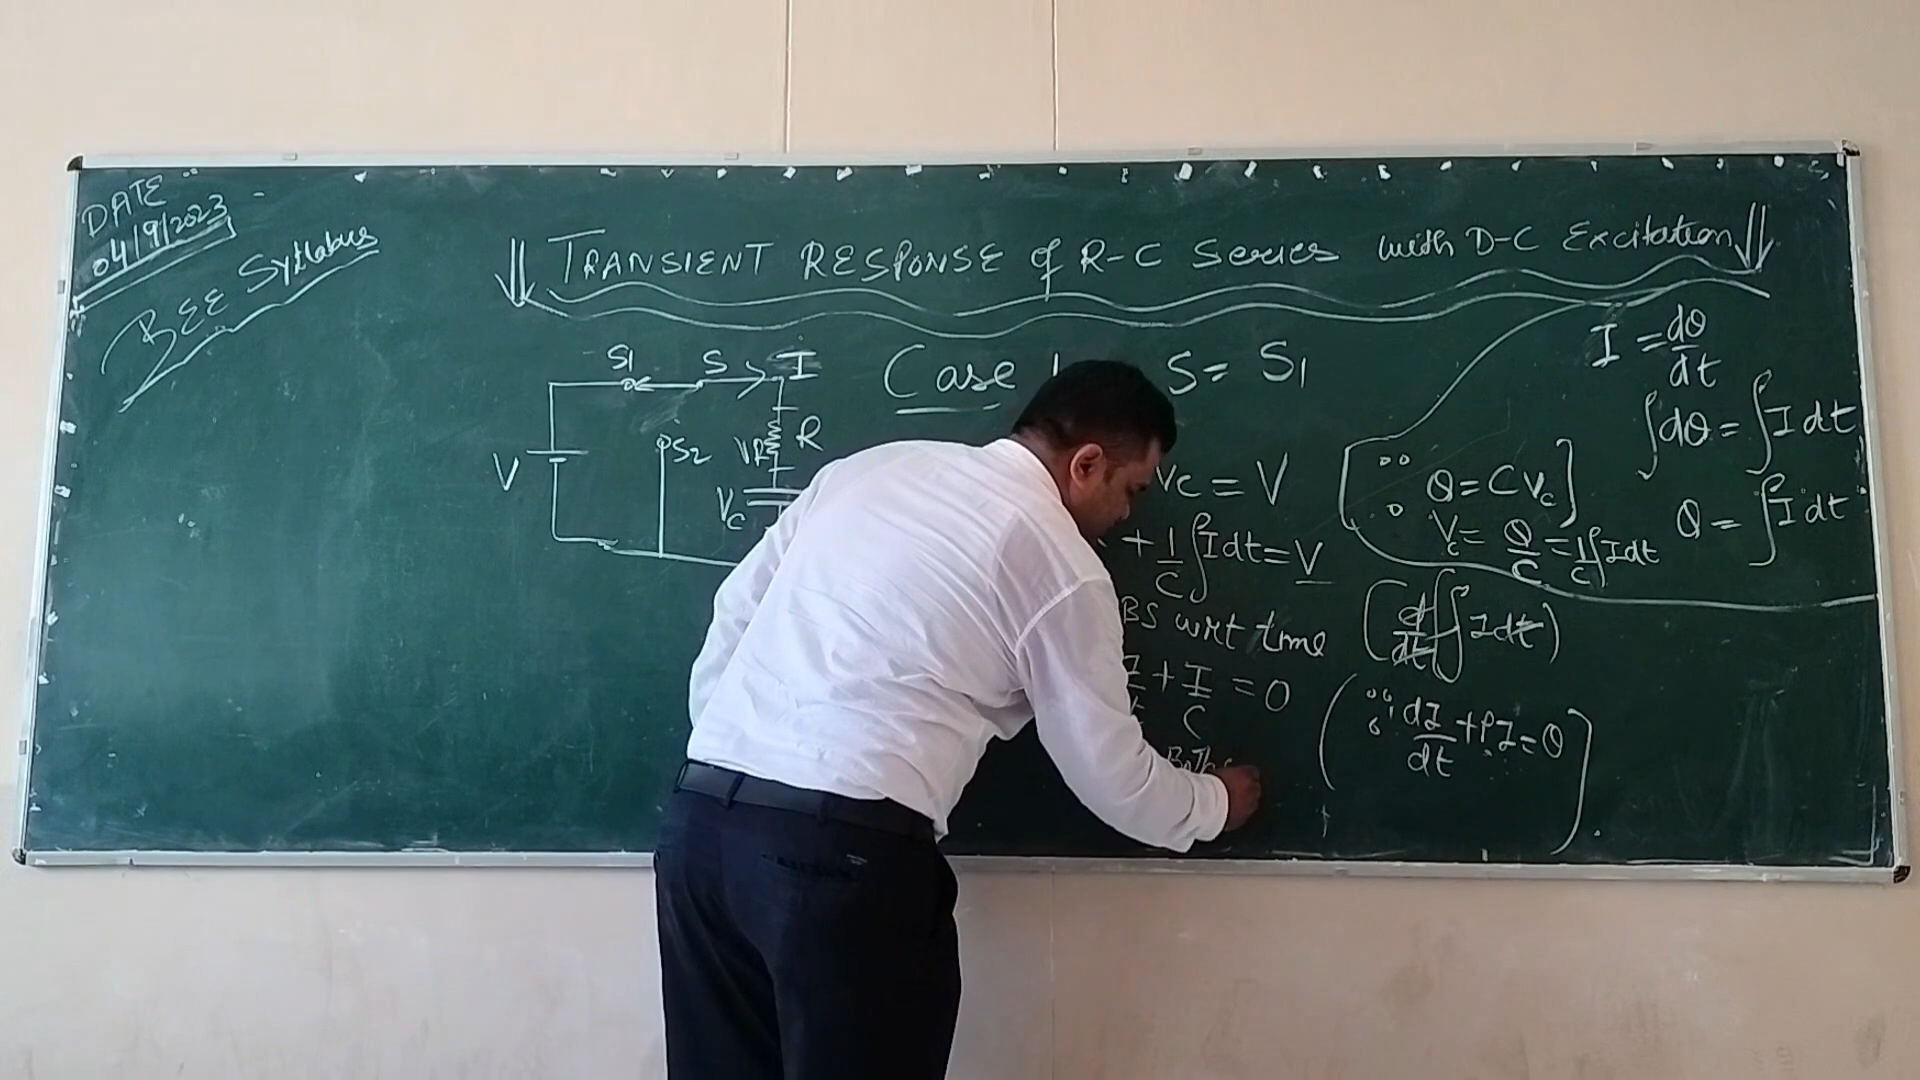 DATE
04/9/2023
BEE Syllabus
TRANSIENT RESPONSE of R-C Series with D-C Excitation
S1 S I
S2 VR R
V
VC
Case S = S1
VC = V
+ 1/C ∫I dt = V
BS wrt time (d/dt ∫I dt)
+ I/C = 0
(∵ dI/dt + PI = 0)
Both
I = dQ/dt
∫dQ = ∫I dt
Q = ∫I dt
[∵ Q = C VC]
VC = Q/C = 1/C ∫I dt